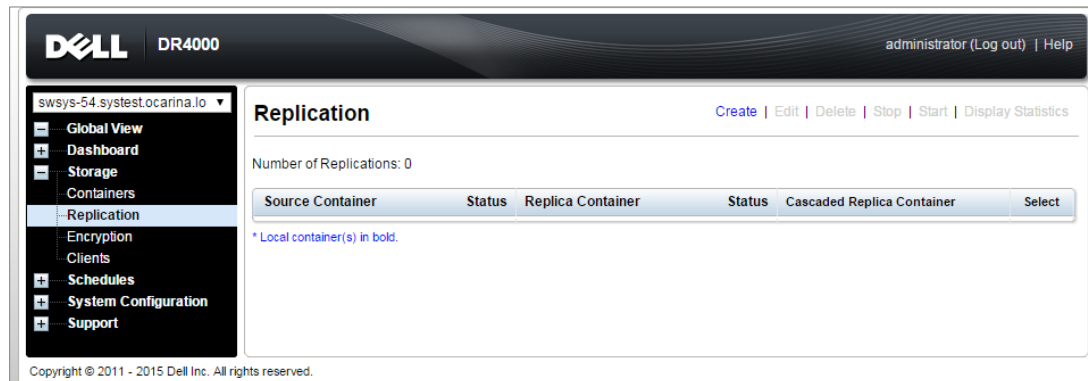 DELL DR4000
administrator (Log out) | Help
swsys-54.systest.ocarina.lo
Global View
Dashboard
Storage
Containers
Replication
Encryption
Clients
Schedules
System Configuration
Support
Replication
Create | Edit | Delete | Stop | Start | Display Statistics
Number of Replications: 0
Source Container Status Replica Container Status Cascaded Replica Container Select
* Local container(s) in bold.
Copyright © 2011 - 2015 Dell Inc. All rights reserved.